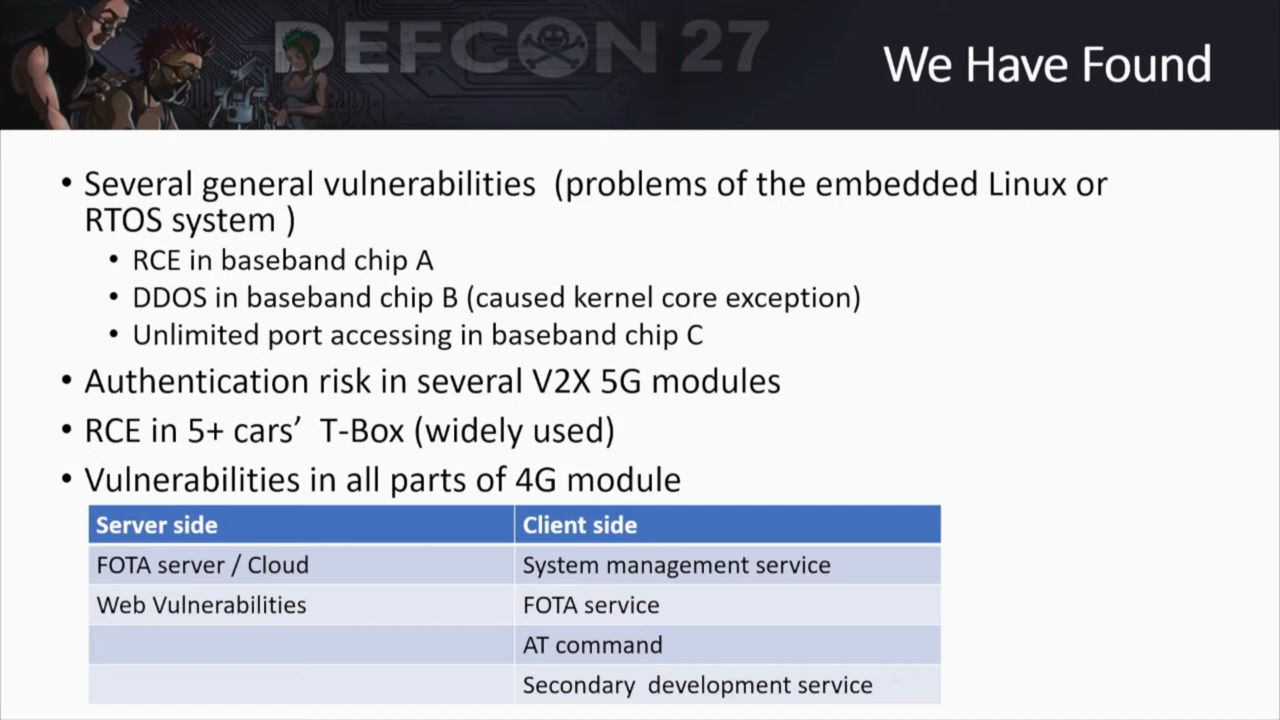 DEFCON 27
We Have Found
• Several general vulnerabilities (problems of the embedded Linux or
RTOS system )
• RCE in baseband chip A
• DDOS in baseband chip B (caused kernel core exception)
• Unlimited port accessing in baseband chip C
• Authentication risk in several V2X 5G modules
• RCE in 5+ cars’ T-Box (widely used)
• Vulnerabilities in all parts of 4G module
Server side Client side
FOTA server / Cloud System management service
Web Vulnerabilities FOTA service
AT command
Secondary development service